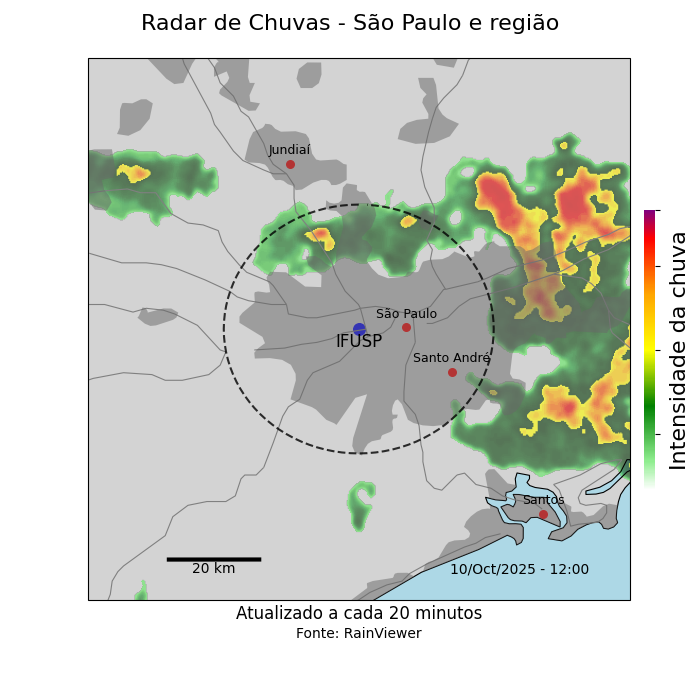 Radar de Chuvas - São Paulo e região
Jundiaí
São Paulo
IFUSP
Santo André
Santos
20 km
10/Oct/2025 - 12:00
Intensidade da chuva
Atualizado a cada 20 minutos
Fonte: RainViewer